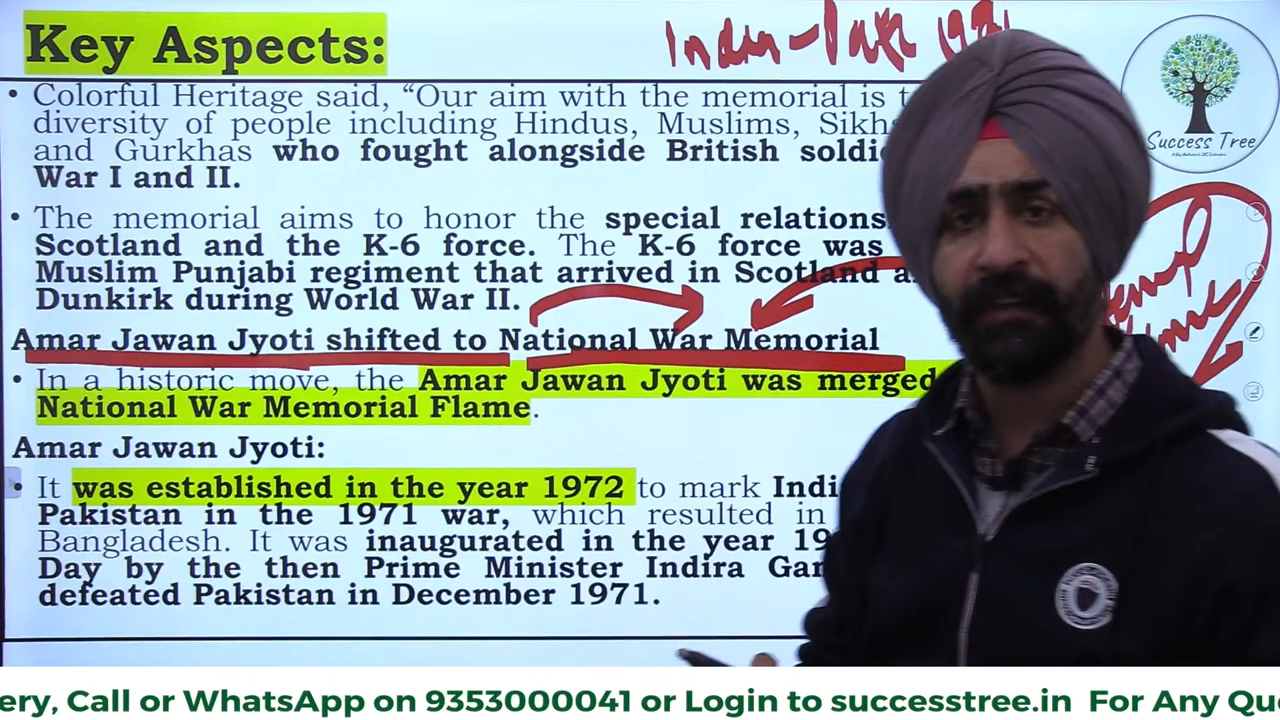 Key Aspects:
India-Pak
• Colorful Heritage said, “Our aim with the memorial is
diversity of people including Hindus, Muslims,
and Gurkhas who fought alongside British
War I and II.
• The memorial aims to honor the special
Scotland and the K-6 force. The K-6 force was
Muslim Punjabi regiment that arrived in Scotland
Dunkirk during World War II.
Amar Jawan Jyoti shifted to National War Memorial
• In a historic move, the Amar Jawan Jyoti was merged
National War Memorial Flame.
Amar Jawan Jyoti:
• It was established in the year 1972 to mark
Pakistan in the 1971 war, which resulted in
Bangladesh. It was inaugurated in the year
Day by the then Prime Minister Indira
defeated Pakistan in December 1971.
Success Tree
ery, Call or WhatsApp on 9353000041 or Login to successtree.in For Any Qu